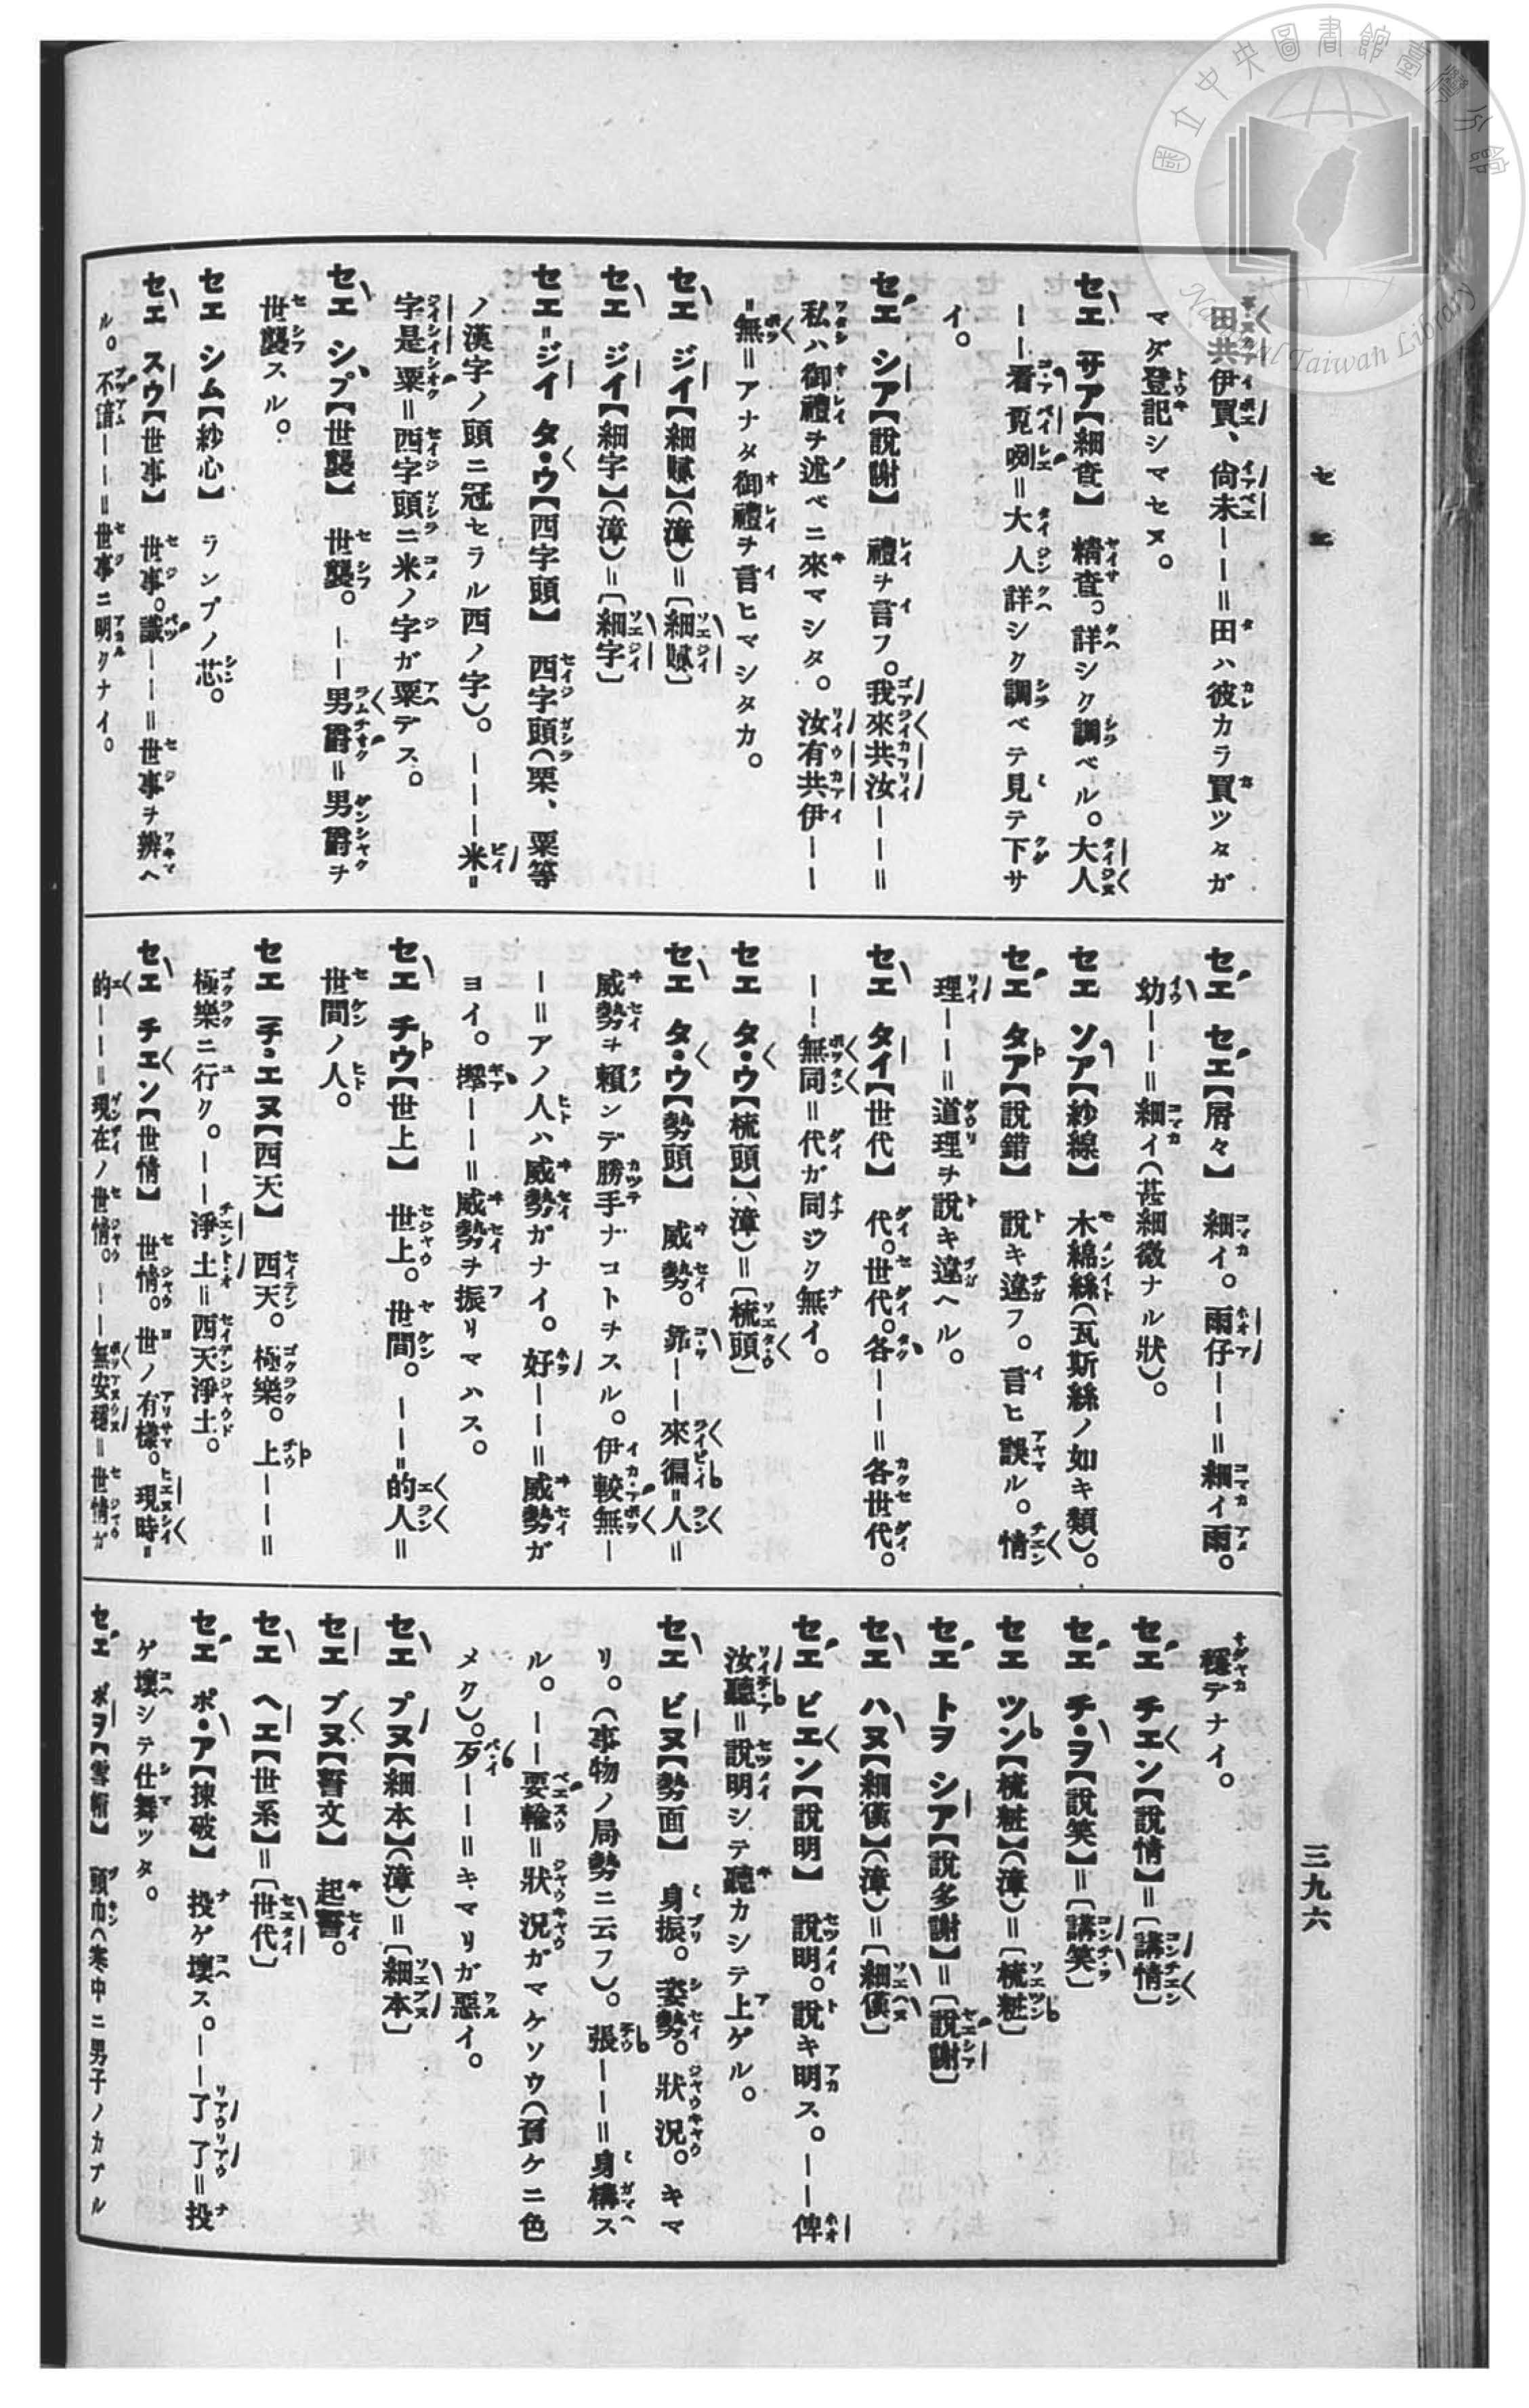 セエ
三九六
田共伊買、尙未——＝田ハ彼カラ買ツタガ
マダ登記シマセヌ。
セエ サア【細查】 精查。詳シク調ベル。大人
——看覓咧＝大人詳シク調ベテ見テ下サ
イ。
セエ シア【說謝】 禮ヲ言フ。我來共汝——＝
私ハ御禮ヲ述ベニ來マシタ。汝有共伊——
＝無＝アナタ御禮ヲ言ヒマシタカ。
セエ ジイ【細膩】(漳)＝〔細膩〕
セエ ジイ【細字】(漳)＝〔細字〕
セエ＝ジイ タ・ウ【西字頭】 西字頭(栗、粟等
ノ漢字ノ頭ニ冠セラル西ノ字)。———米＝
字是粟＝西字頭ニ米ノ字ガ粟デス。
セエ シプ【世襲】 世襲。——男爵＝男爵ヲ
世襲スル。
セエ シム【紗心】 ランプノ芯。
セエ スウ【世事】 世事。識——＝世事ヲ辨ヘ
ル。不諳——＝世事ニ明クナイ。
セエ セエ【屑々】 細イ。雨仔——＝細イ雨。
幼——＝細イ(甚細微ナル狀)。
セエ ソア【紗線】 木綿絲(瓦斯絲ノ如キ類)。
セエ タア【說錯】 說キ違フ。言ヒ誤ル。情
理——＝道理ヲ說キ違ヘル。
セエ タイ【世代】 代。世代。各——＝各世代。
——無同＝代ガ同ジク無イ。
セエ タ・ウ【梳頭】(漳)＝〔梳頭〕
セエ タ・ウ【勢頭】 威勢。靠——來徧＝人＝
威勢ヲ賴ンデ勝手ナコトヲスル。伊較無—
—＝アノ人ハ威勢ガナイ。好——＝威勢ガ
ヨイ。——＝威勢ヲ振リマハス。
セエ チウ【世上】 世上。世間。——＝的人＝
世間ノ人。
セエ チ・エヌ【西天】 西天。極樂。上——＝
極樂ニ行ク。——淨土＝西天淨土。
セエ チエン【世情】 世情。世ノ有樣。現時＝
的——＝現在ノ世情。——無安穩＝世情ガ
穩デナイ。
セエ チエン【說情】＝〔講情〕
セエ チ・ヲ【說笑】＝〔講笑〕
セエ ツン【梳粧】(漳)＝〔梳粧〕
セエ トヲ シア【說多謝】＝〔說謝〕
セエ ハヌ【細漢】(漳)＝〔細漢〕
セエ ビエン【說明】 說明。說キ明ス。——俾
汝聽＝說明シテ聽カシテ上ゲル。
セエ ビヌ【勢面】 身振。姿勢。狀況。キマ
リ。(事物ノ局勢ニ云フ)。張——＝身構ス
ル。——要輸＝狀況ガマケソウ(負ケニ色
メク)。歹——＝キマリガ惡イ。
セエ プヌ【細本】(漳)＝〔細本〕
セエ ブヌ【誓文】 起誓。
セエ ヘエ【世系】＝〔世代〕
セエ ポ・ア【捒破】 投ゲ壞ス。——了了＝投
ゲ壞シテ仕舞ツタ。
セエ ボヲ【雪帽】 頭巾(寒中ニ男子ノカブル